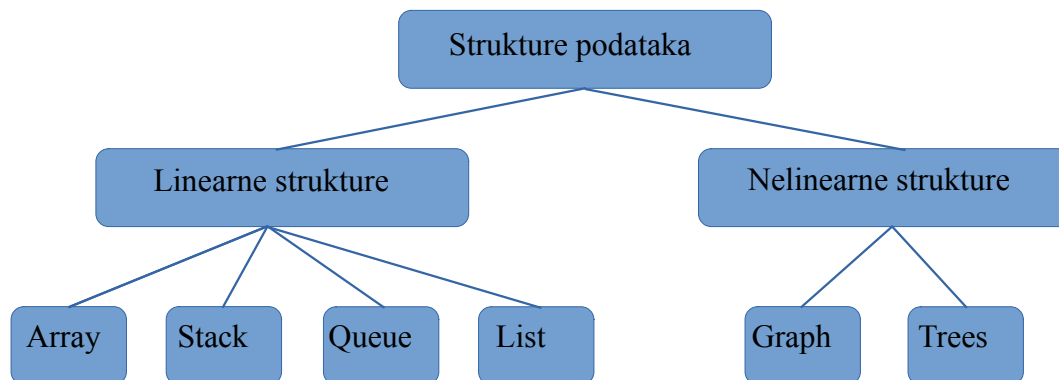 Strukture podataka
Linearne strukture
Nelinearne strukture
Array
Stack
Queue
List
Graph
Trees